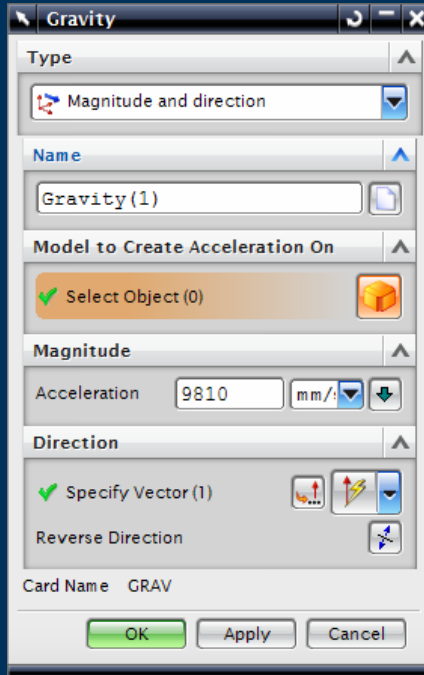 Gravity
Type
Magnitude and direction
Name
Gravity(1)
Model to Create Acceleration On
Select Object (0)
Magnitude
Acceleration 9810 mm/
Direction
Specify Vector (1)
Reverse Direction
Card Name GRAV
OK Apply Cancel